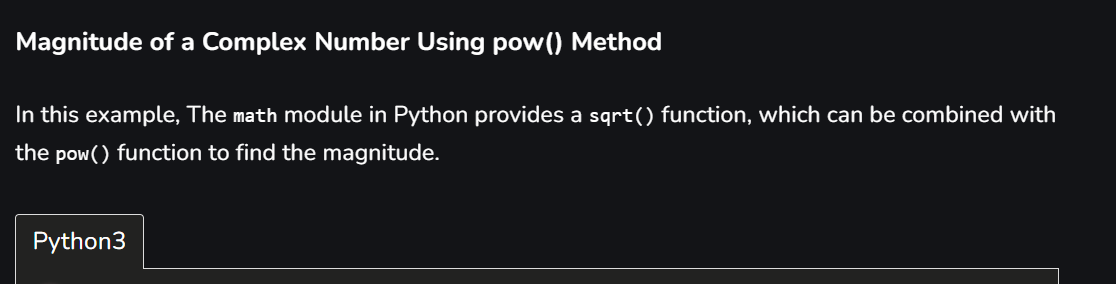 Magnitude of a Complex Number Using pow() Method
In this example, The math module in Python provides a sqrt() function, which can be combined with
the pow() function to find the magnitude.
Python3